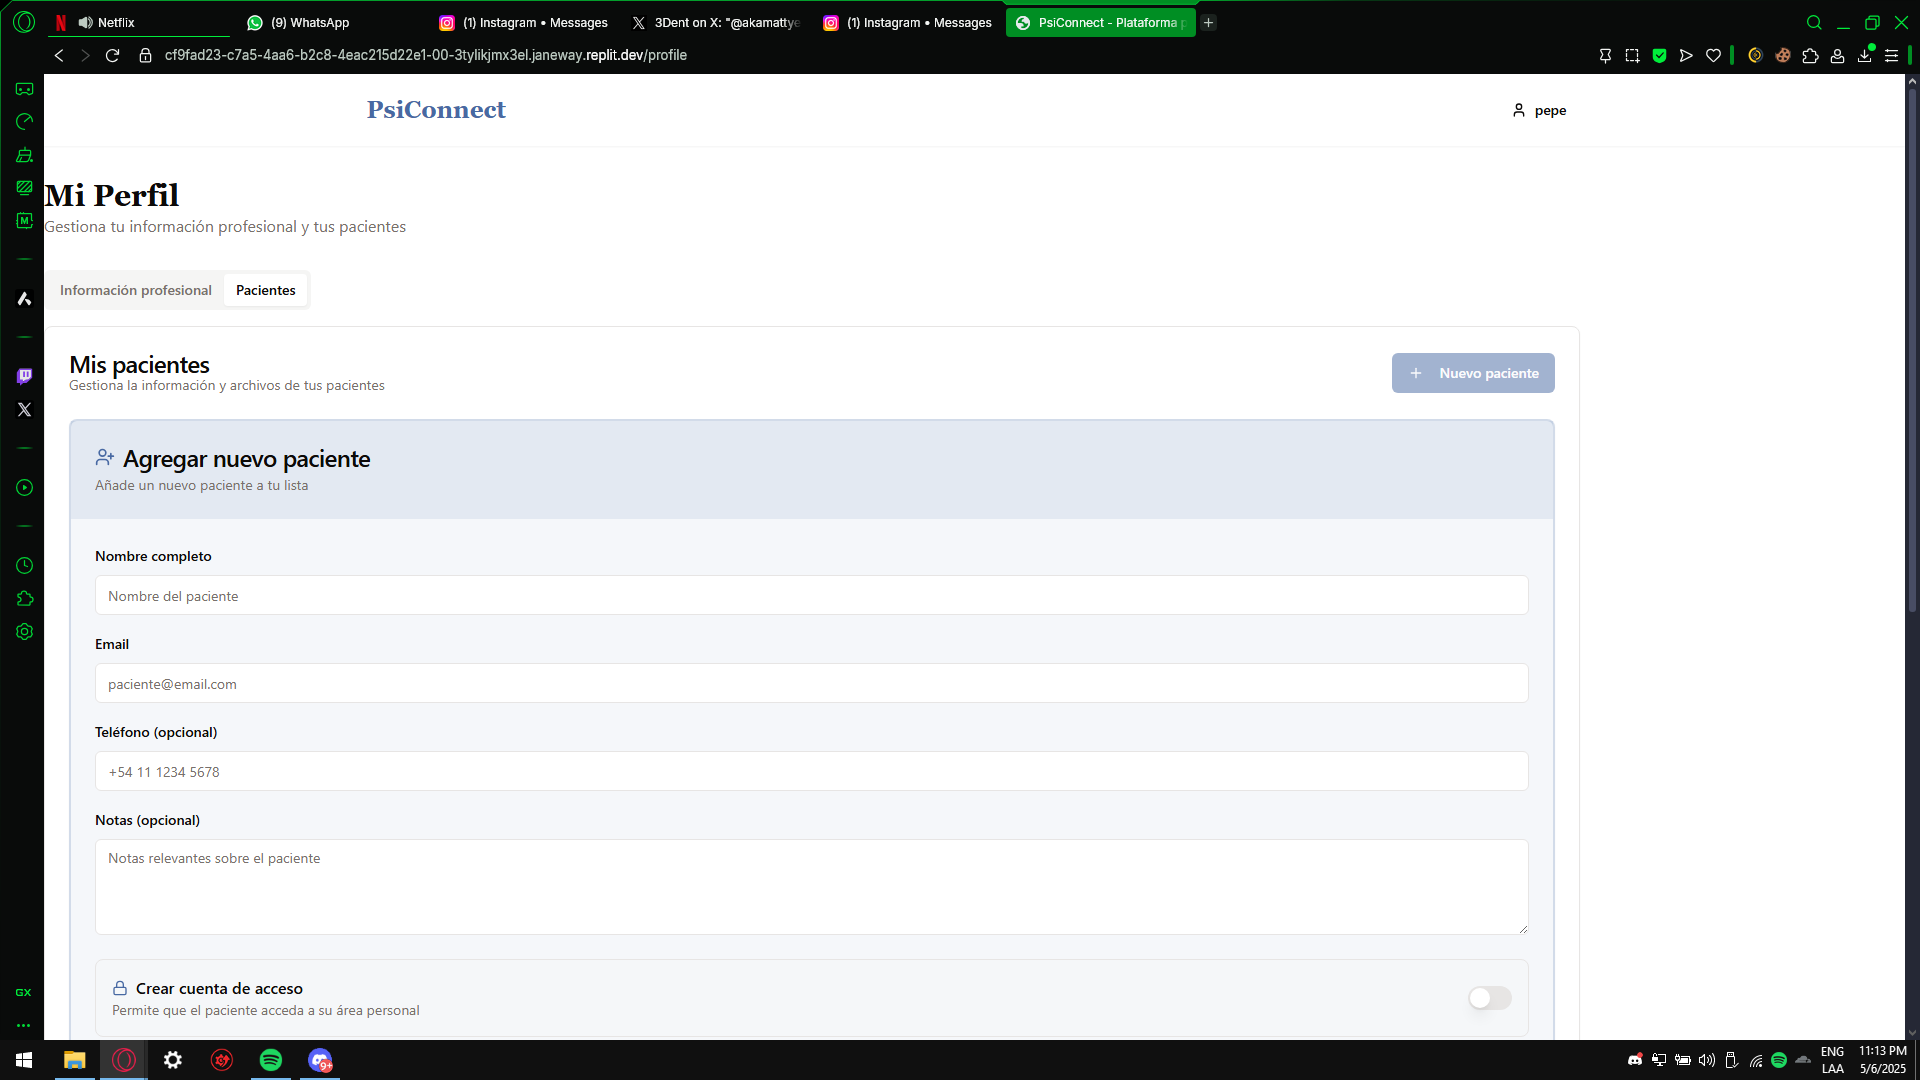 Netflix
(9) WhatsApp
(1) Instagram • Messages
3Dent on X: "@akamattye
(1) Instagram • Messages
PsiConnect - Plataforma p
cf9fad23-c7a5-4aa6-b2c8-4eac215d22e1-00-3tylikjmx3el.janeway.replit.dev/profile
PsiConnect
pepe
Mi Perfil
Gestiona tu información profesional y tus pacientes
Información profesional
Pacientes
Mis pacientes
Gestiona la información y archivos de tus pacientes
Nuevo paciente
Agregar nuevo paciente
Añade un nuevo paciente a tu lista
Nombre completo
Nombre del paciente
Email
paciente@email.com
Teléfono (opcional)
+54 11 1234 5678
Notas (opcional)
Notas relevantes sobre el paciente
Crear cuenta de acceso
Permite que el paciente acceda a su área personal
GX
9+
ENG
LAA
11:13 PM
5/6/2025